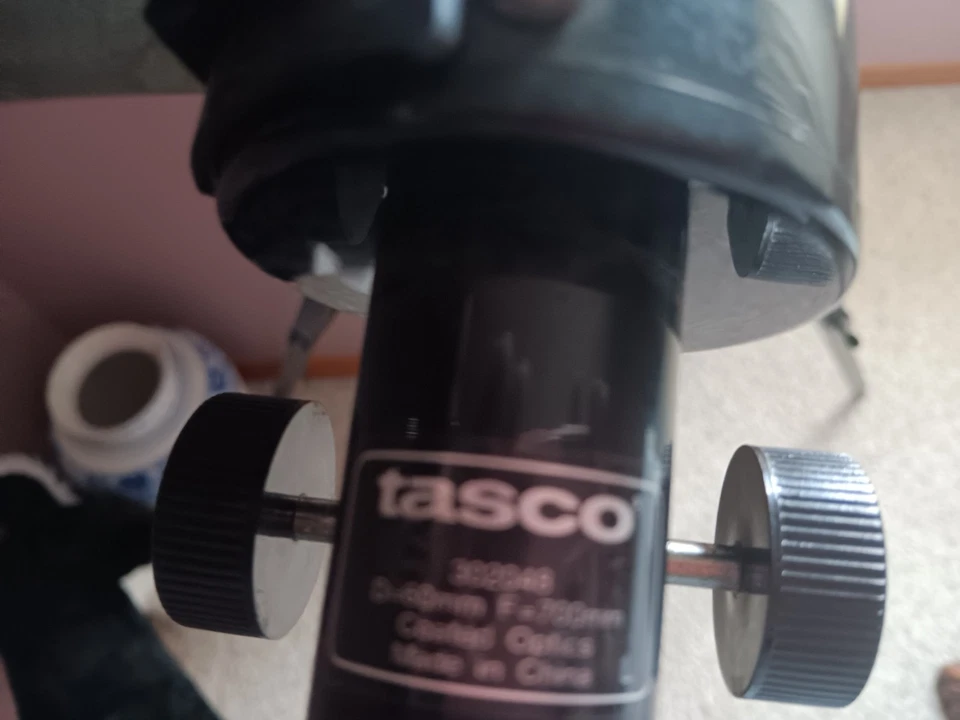 tasco
D=60mm F=700mm
Coated Optics
Made in China